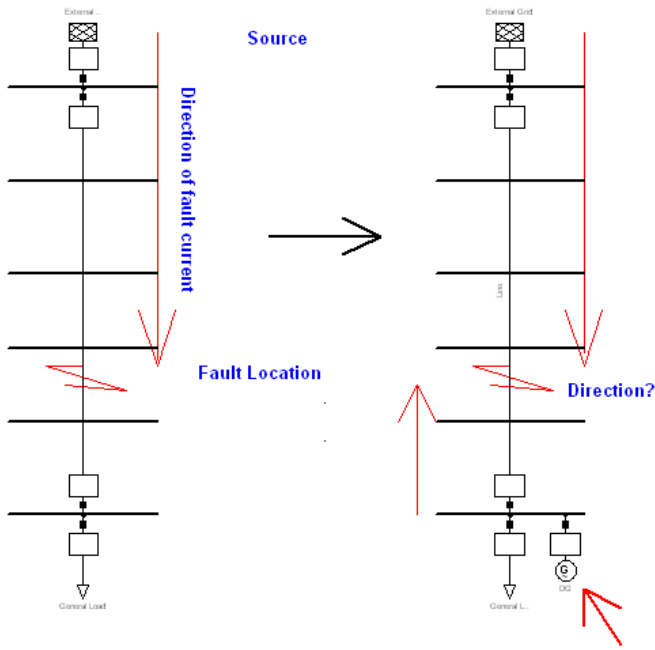 External ...
External Grid
Source
Direction of fault current
Line
Fault Location
Direction?
G
DG
General Load
General L...